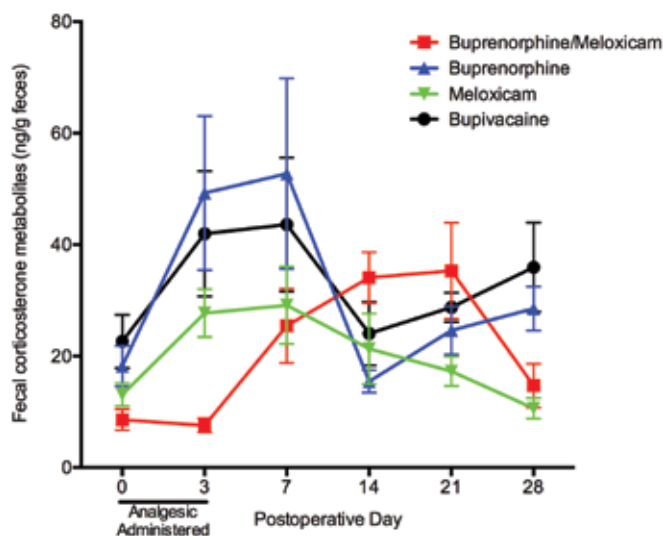 80
60
40
20
0
Fecal corticosterone metabolites (ng/g feces)
Buprenorphine/Meloxicam
Buprenorphine
Meloxicam
Bupivacaine
0 3 7 14 21 28
Analgesic
Administered
Postoperative Day